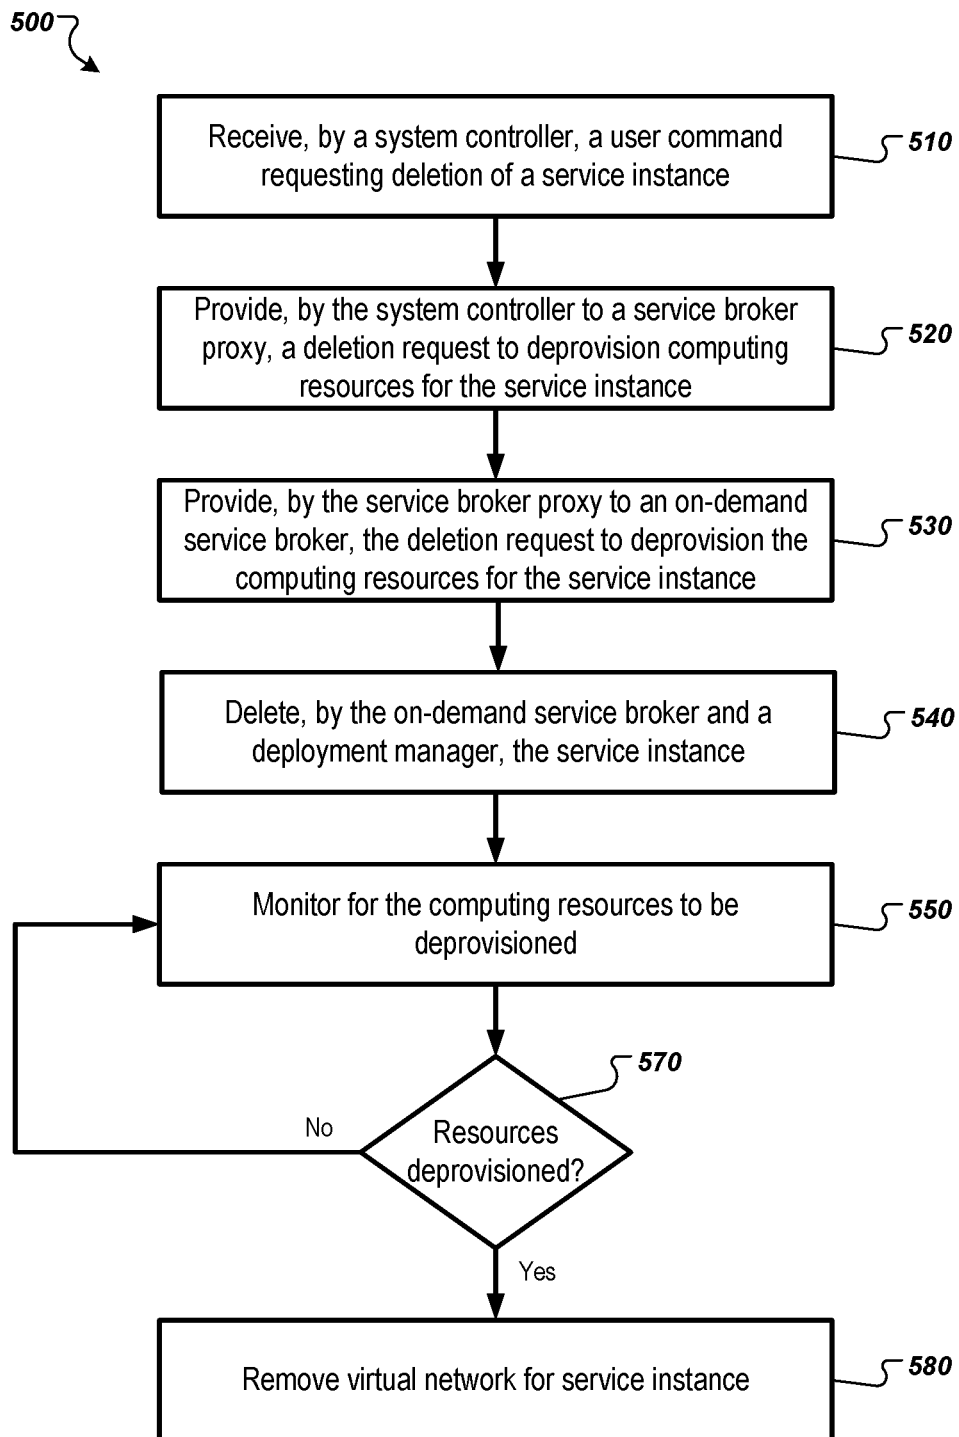 500
Receive, by a system controller, a user command
requesting deletion of a service instance
510
Provide, by the system controller to a service broker
proxy, a deletion request to deprovision computing
resources for the service instance
520
Provide, by the service broker proxy to an on-demand
service broker, the deletion request to deprovision the
computing resources for the service instance
530
Delete, by the on-demand service broker and a
deployment manager, the service instance
540
Monitor for the computing resources to be
deprovisioned
550
Resources
deprovisioned?
570
No
Yes
Remove virtual network for service instance
580